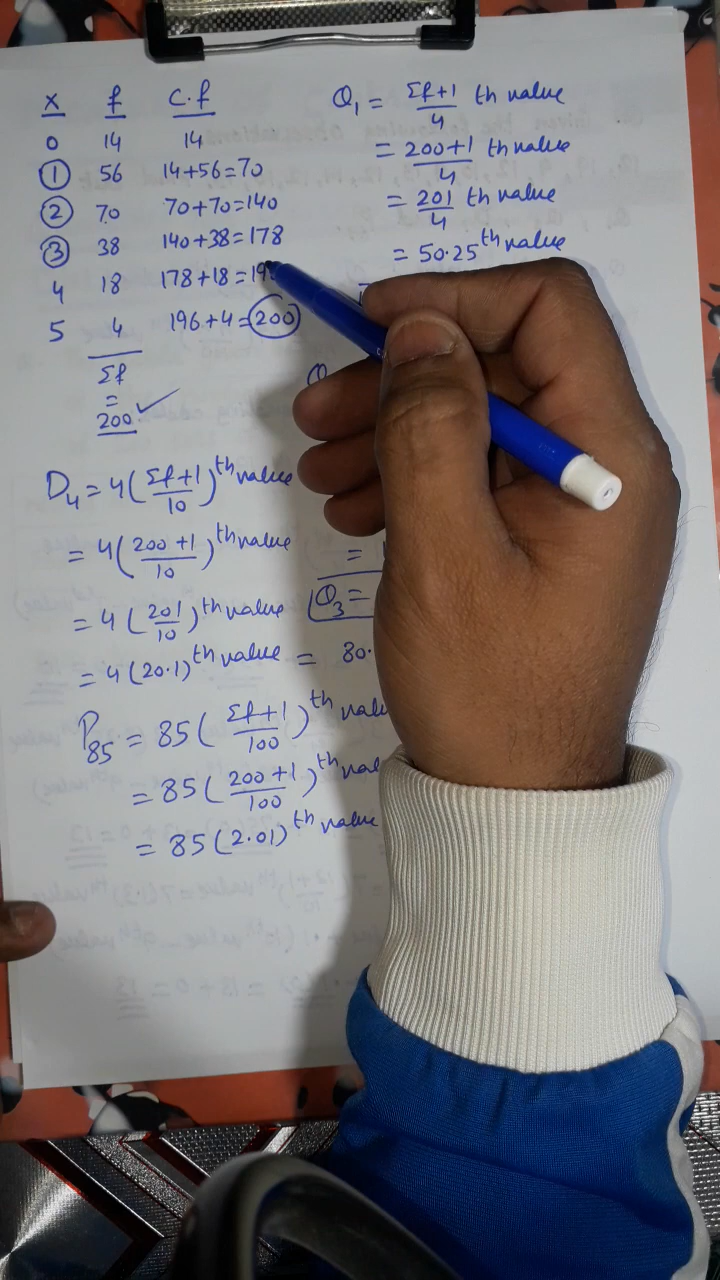 x f c.f
0 14 14
1 56 14+56=70
2 70 70+70=140
3 38 140+38=178
4 18 178+18=19
5 4 196+4=200
Σf
=
200 ✓
Q₁ = Σf+1/4 th value
= 200+1/4 th value
= 201/4 th value
= 50.25th value
Q
=
Q₃ =
D₄ = 4(Σf+1/10)th value
= 4(200+1/10)th value
= 4(201/10)th value
= 4(20.1)th value = 80.
P₈₅ = 85(Σf+1/100)th valu
= 85(200+1/100)th val
= 85(2.01)th value